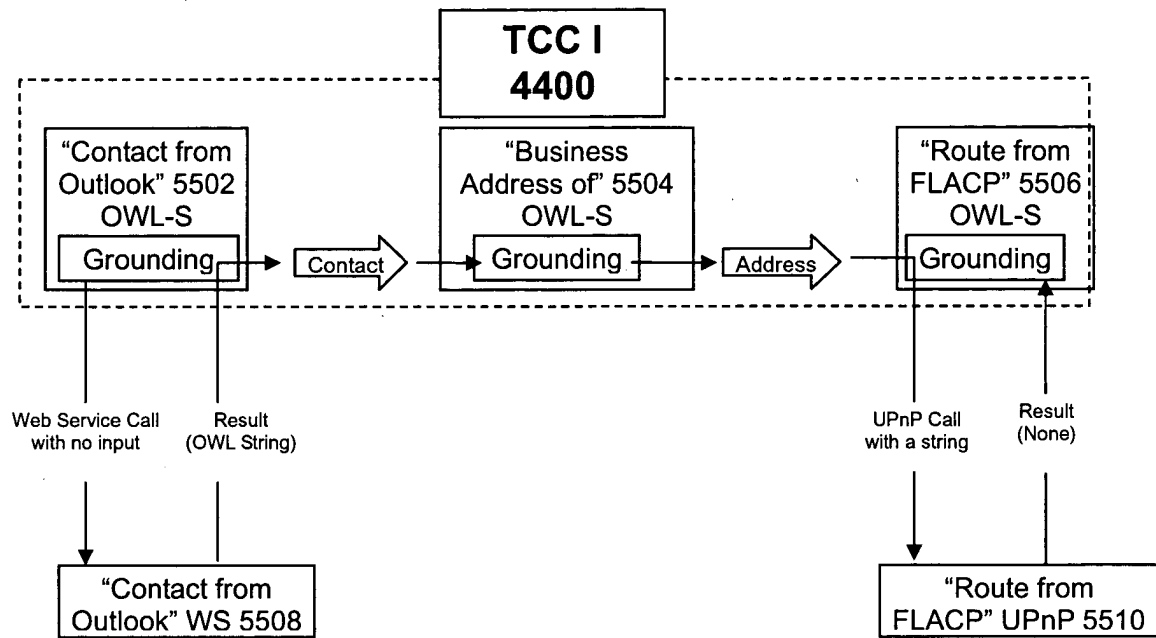 TCC I
4400
“Contact from
Outlook” 5502
OWL-S
Grounding
Contact
“Business
Address of” 5504
OWL-S
Grounding
Address
“Route from
FLACP” 5506
OWL-S
Grounding
Web Service Call
with no input
Result
(OWL String)
UPnP Call
with a string
Result
(None)
“Contact from
Outlook” WS 5508
“Route from
FLACP” UPnP 5510